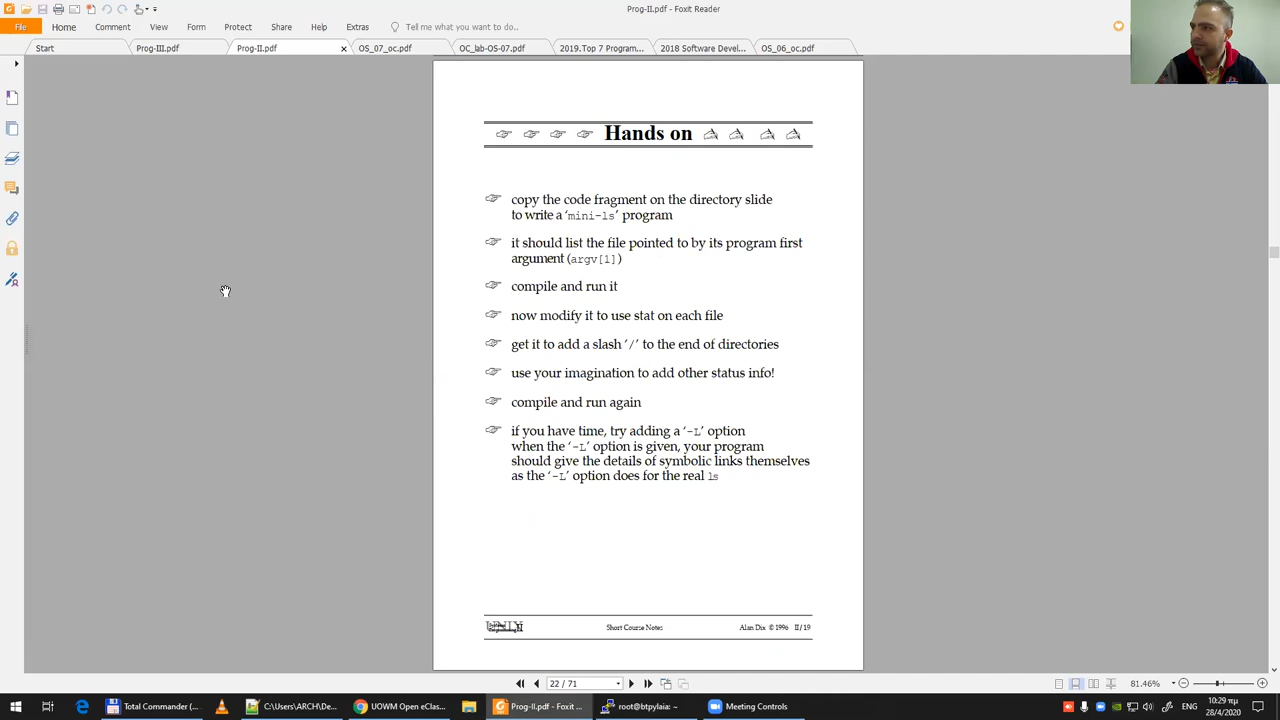 Prog-II.pdf - Foxit Reader
File Home Comment View Form Protect Share Help Extras Tell me what you want to do..
Start Prog-III.pdf Prog-II.pdf OS_07_oc.pdf OC_lab-OS-07.pdf 2019.Top 7 Program... 2018 Software Devel... OS_06_oc.pdf
Hands on
copy the code fragment on the directory slide
to write a 'mini-ls' program
it should list the file pointed to by its program first
argument (argv[1])
compile and run it
now modify it to use stat on each file
get it to add a slash '/' to the end of directories
use your imagination to add other status info!
compile and run again
if you have time, try adding a '-L' option
when the '-L' option is given, your program
should give the details of symbolic links themselves
as the '-L' option does for the real ls
Short Course Notes Alan Dix © 1996 II/19
22 / 71 81.46%
Total Commander (... C:\Users\ARCH\De... UOWM Open eClas... Prog-II.pdf - Foxit ... root@btpylaia: ~ Meeting Controls
10:29 πμ
28/4/2020